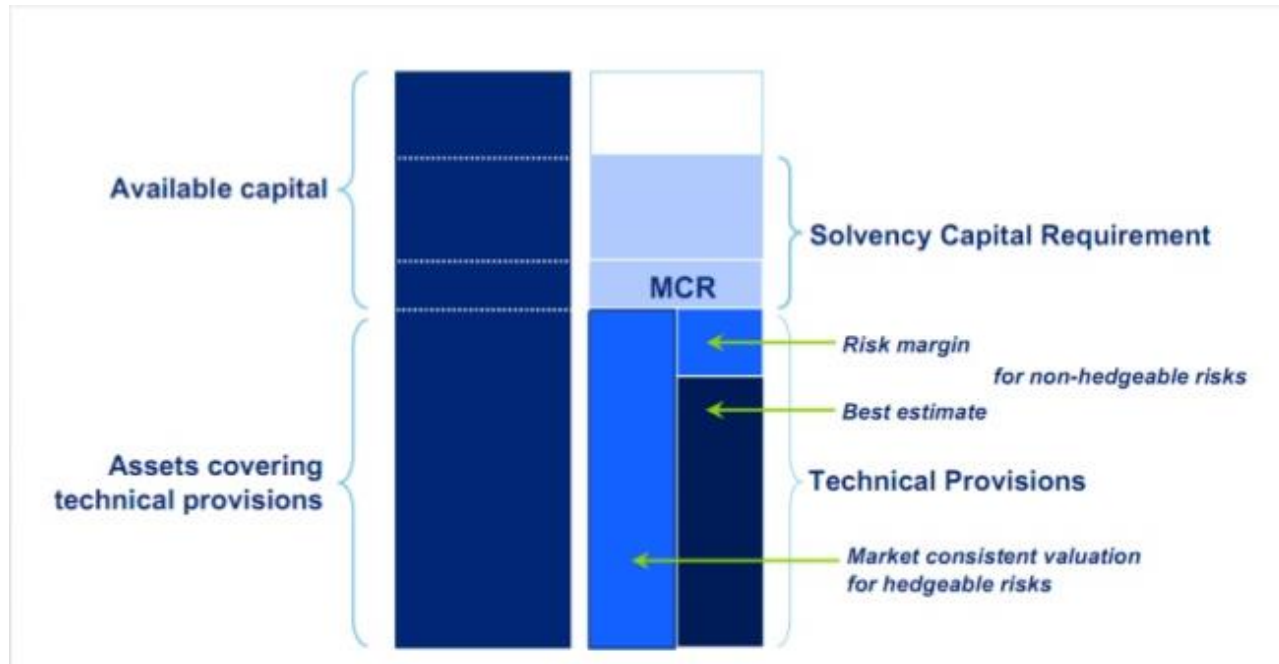 Available capital
Solvency Capital Requirement
MCR
Risk margin
for non-hedgeable risks
Best estimate
Assets covering
technical provisions
Technical Provisions
Market consistent valuation
for hedgeable risks